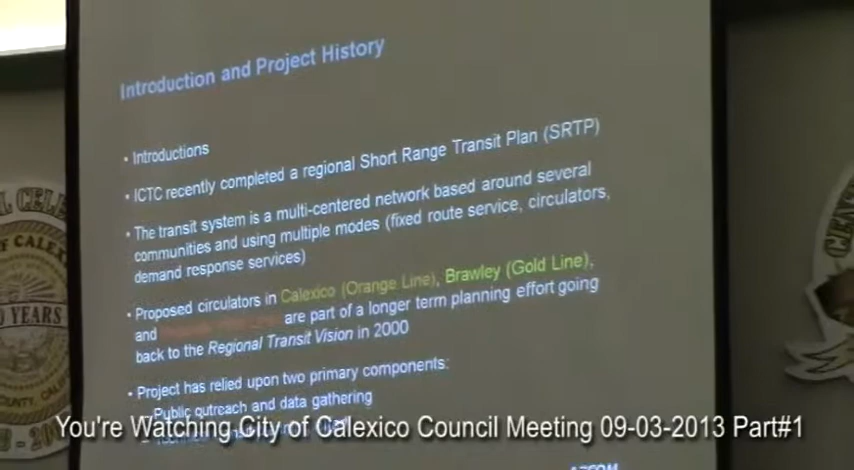 Introduction and Project History
• Introductions
• ICTC recently completed a regional Short Range Transit Plan (SRTP)
• The transit system is a multi-centered network based around several
communities and using multiple modes (fixed route service, circulators,
demand response services)
• Proposed circulators in Calexico (Orange Line), Brawley (Gold Line),
and are part of a longer term planning effort going
back to the Regional Transit Vision in 2000
• Project has relied upon two primary components:
– Public outreach and data gathering
You're Watching City of Calexico Council Meeting 09-03-2013 Part#1
AECOM
OF CALEX
YEARS